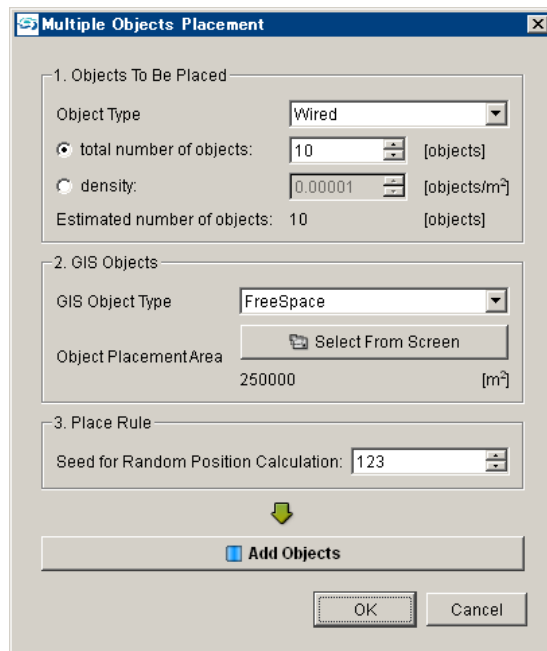 Multiple Objects Placement
1. Objects To Be Placed
Object Type Wired
total number of objects: 10 [objects]
density: 0.00001 [objects/m²]
Estimated number of objects: 10 [objects]
2. GIS Objects
GIS Object Type FreeSpace
Object Placement Area Select From Screen
250000 [m²]
3. Place Rule
Seed for Random Position Calculation: 123
Add Objects
OK Cancel